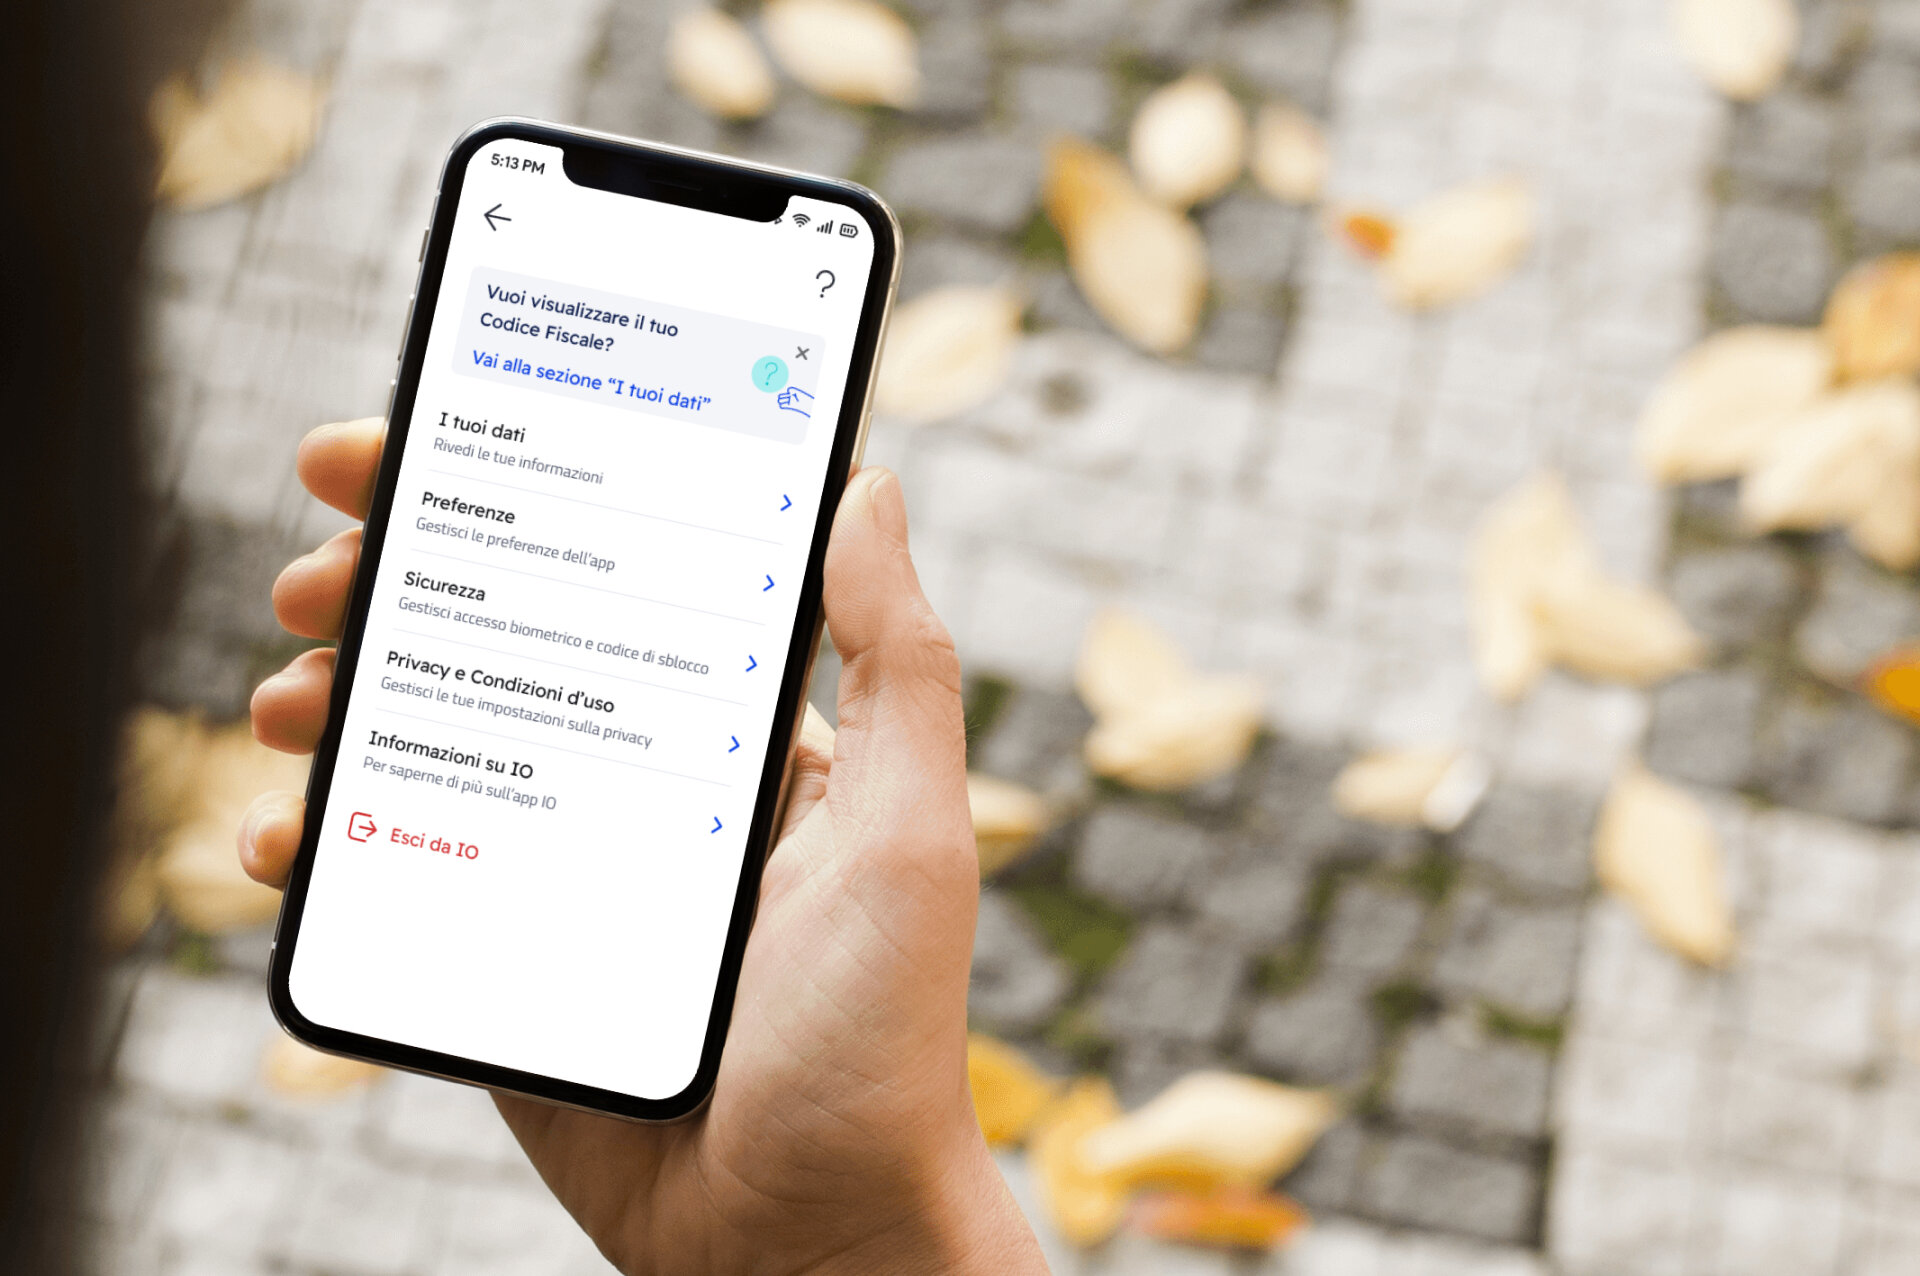 5:13 PM
?
Vuoi visualizzare il tuo
Codice Fiscale?
Vai alla sezione “I tuoi dati”
?
I tuoi dati
Rivedi le tue informazioni
Preferenze
Gestisci le preferenze dell’app
Sicurezza
Gestisci accesso biometrico e codice di sblocco
Privacy e Condizioni d’uso
Gestisci le tue impostazioni sulla privacy
Informazioni su IO
Per saperne di più sull’app IO
Esci da IO